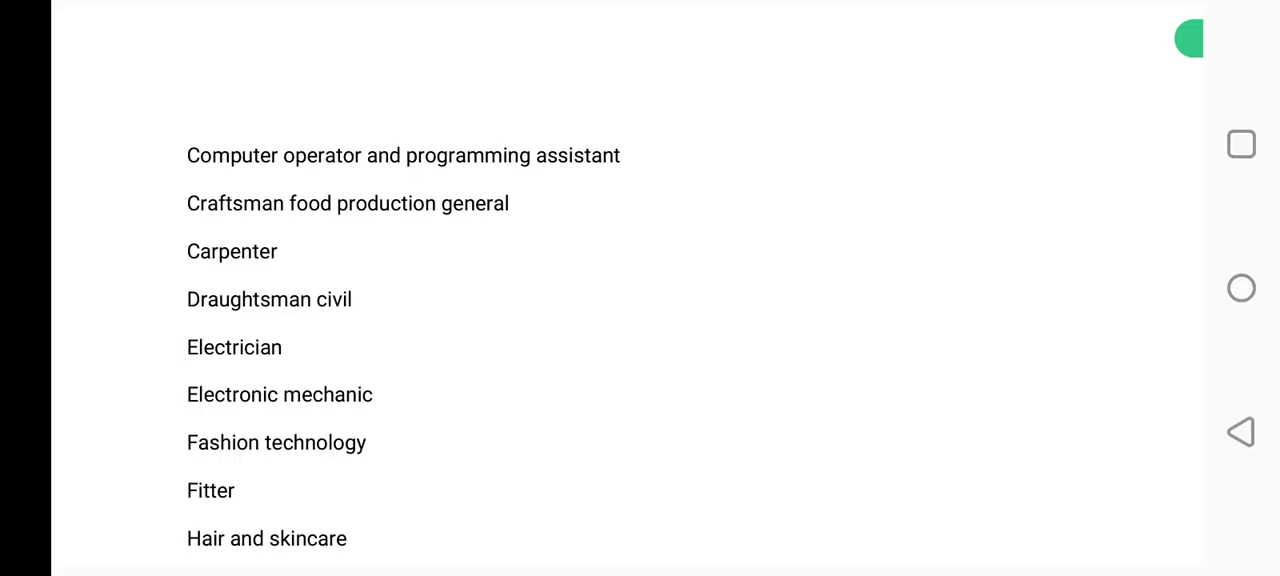 Computer operator and programming assistant
Craftsman food production general
Carpenter
Draughtsman civil
Electrician
Electronic mechanic
Fashion technology
Fitter
Hair and skincare